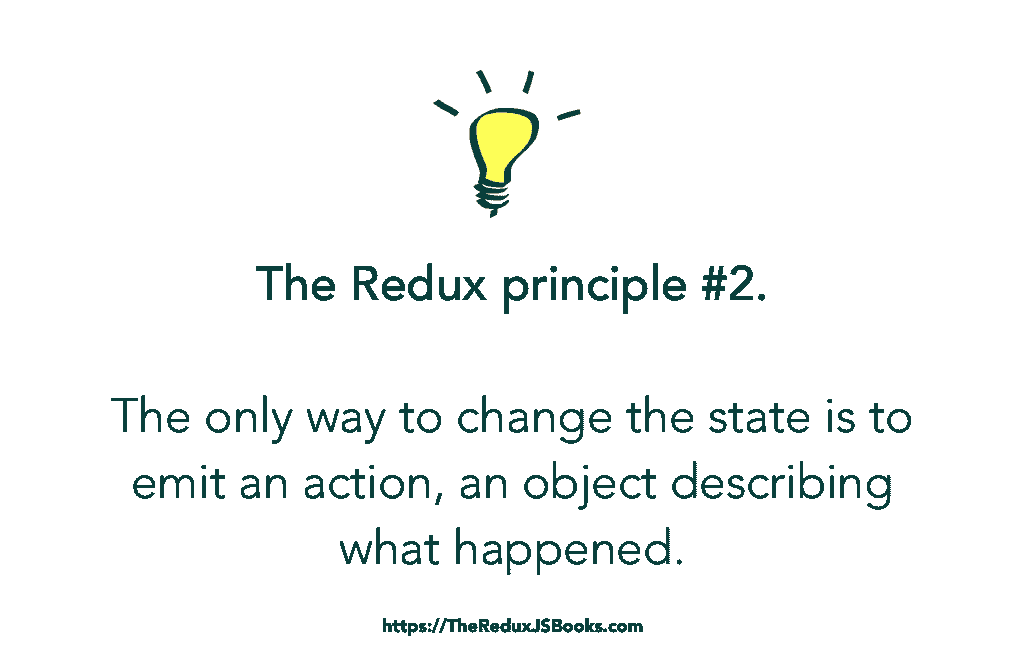 The Redux principle #2.
The only way to change the state is to
emit an action, an object describing
what happened.
https://TheReduxJSBooks.com